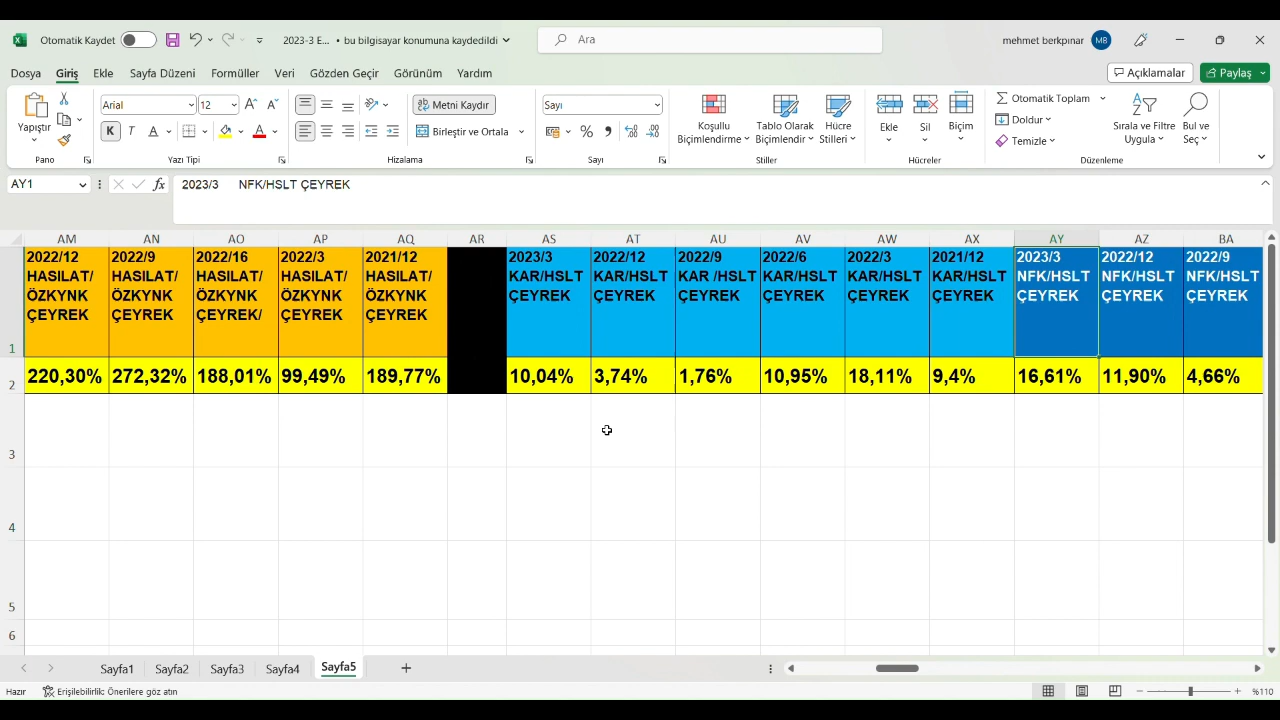 Otomatik Kaydet 2023-3 E... • bu bilgisayar konumuna kaydedildi Ara mehmet berkpınar MB
Dosya Giriş Ekle Sayfa Düzeni Formüller Veri Gözden Geçir Görünüm Yardım Açıklamalar Paylaş
Yapıştır Arial 12 Metni Kaydır Sayı Koşullu Biçimlendirme Tablo Olarak Biçimlendir Hücre Stilleri Ekle Sil Biçim Otomatik Toplam Sırala ve Filtre Uygula Bul ve Seç
K T A A Birleştir ve Ortala % Doldur
Temizle
Pano Yazı Tipi Hizalama Sayı Stiller Hücreler Düzenleme
AY1 fx 2023/3 NFK/HSLT ÇEYREK
AM AN AO AP AQ AR AS AT AU AV AW AX AY AZ BA
2022/12 2022/9 2022/16 2022/3 2021/12 2023/3 2022/12 2022/9 2022/6 2022/3 2021/12 2023/3 2022/12 2022/9
HASILAT/ HASILAT/ HASILAT/ HASILAT/ HASILAT/ KAR/HSLT KAR/HSLT KAR /HSLT KAR/HSLT KAR/HSLT KAR/HSLT NFK/HSLT NFK/HSLT NFK/HSLT
ÖZKYNK ÖZKYNK ÖZKYNK ÖZKYNK ÖZKYNK ÇEYREK ÇEYREK ÇEYREK ÇEYREK ÇEYREK ÇEYREK ÇEYREK ÇEYREK ÇEYREK
ÇEYREK ÇEYREK ÇEYREK/ ÇEYREK ÇEYREK
1
2 220,30% 272,32% 188,01% 99,49% 189,77% 10,04% 3,74% 1,76% 10,95% 18,11% 9,4% 16,61% 11,90% 4,66%
3
4
5
6
Sayfa1 Sayfa2 Sayfa3 Sayfa4 Sayfa5
Hazır Erişilebilirlik: Önerilere göz atın %110